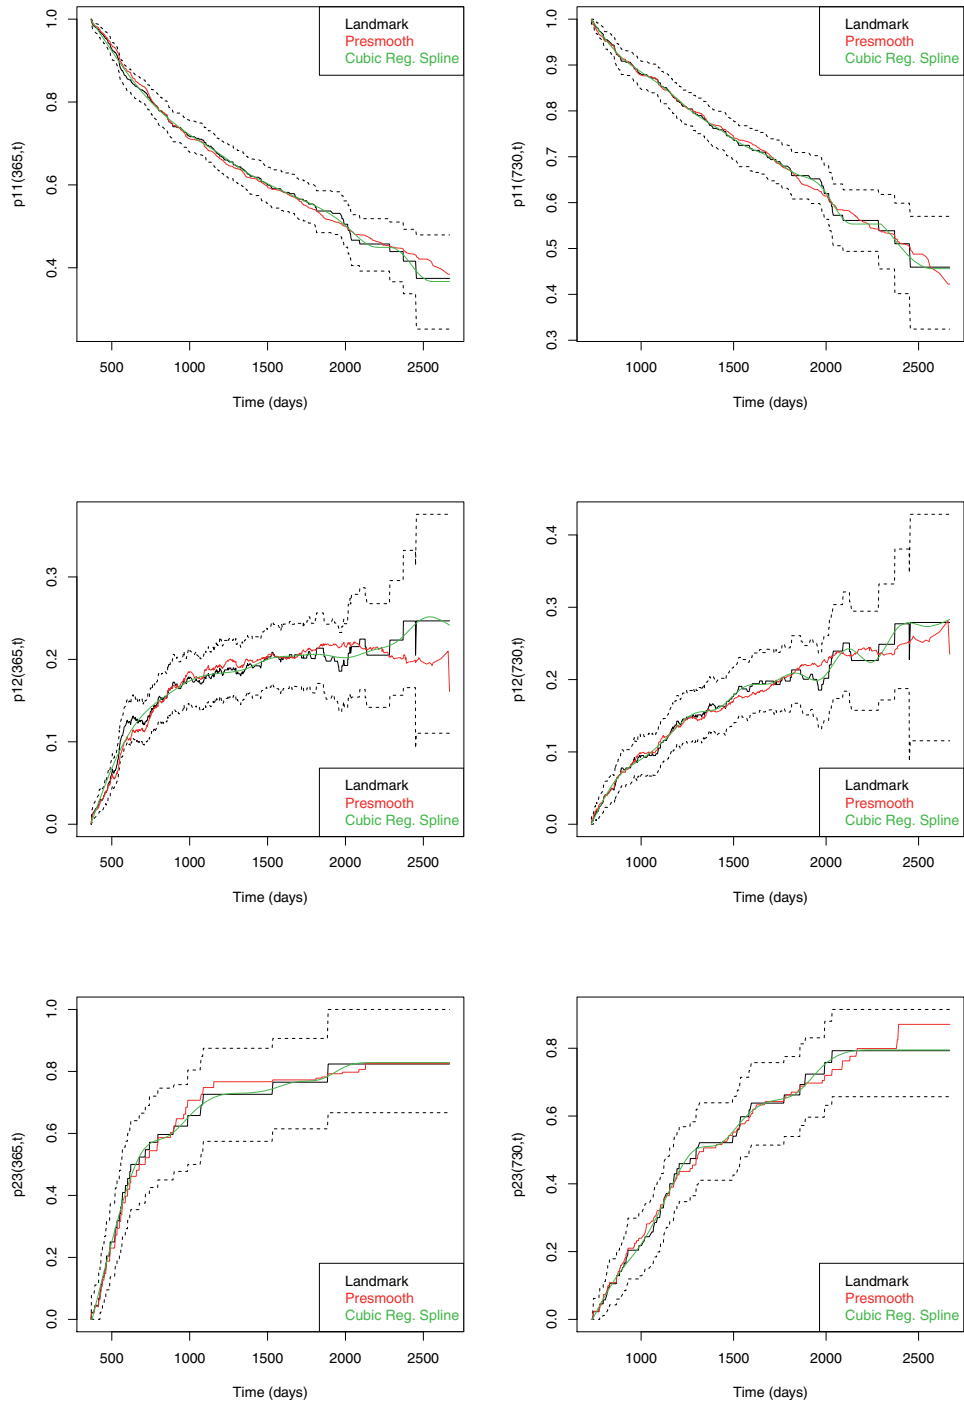 Landmark
Presmooth
Cubic Reg. Spline
p11(365,t)
1.0
0.8
0.6
0.4
500 1000 1500 2000 2500
Time (days)
Landmark
Presmooth
Cubic Reg. Spline
p11(730,t)
1.0
0.9
0.8
0.7
0.6
0.5
0.4
0.3
1000 1500 2000 2500
Time (days)
p12(365,t)
0.3
0.2
0.1
0.0
Landmark
Presmooth
Cubic Reg. Spline
500 1000 1500 2000 2500
Time (days)
p12(730,t)
0.4
0.3
0.2
0.1
0.0
Landmark
Presmooth
Cubic Reg. Spline
1000 1500 2000 2500
Time (days)
p23(365,t)
1.0
0.8
0.6
0.4
0.2
0.0
Landmark
Presmooth
Cubic Reg. Spline
500 1000 1500 2000 2500
Time (days)
p23(730,t)
0.8
0.6
0.4
0.2
0.0
Landmark
Presmooth
Cubic Reg. Spline
1000 1500 2000 2500
Time (days)